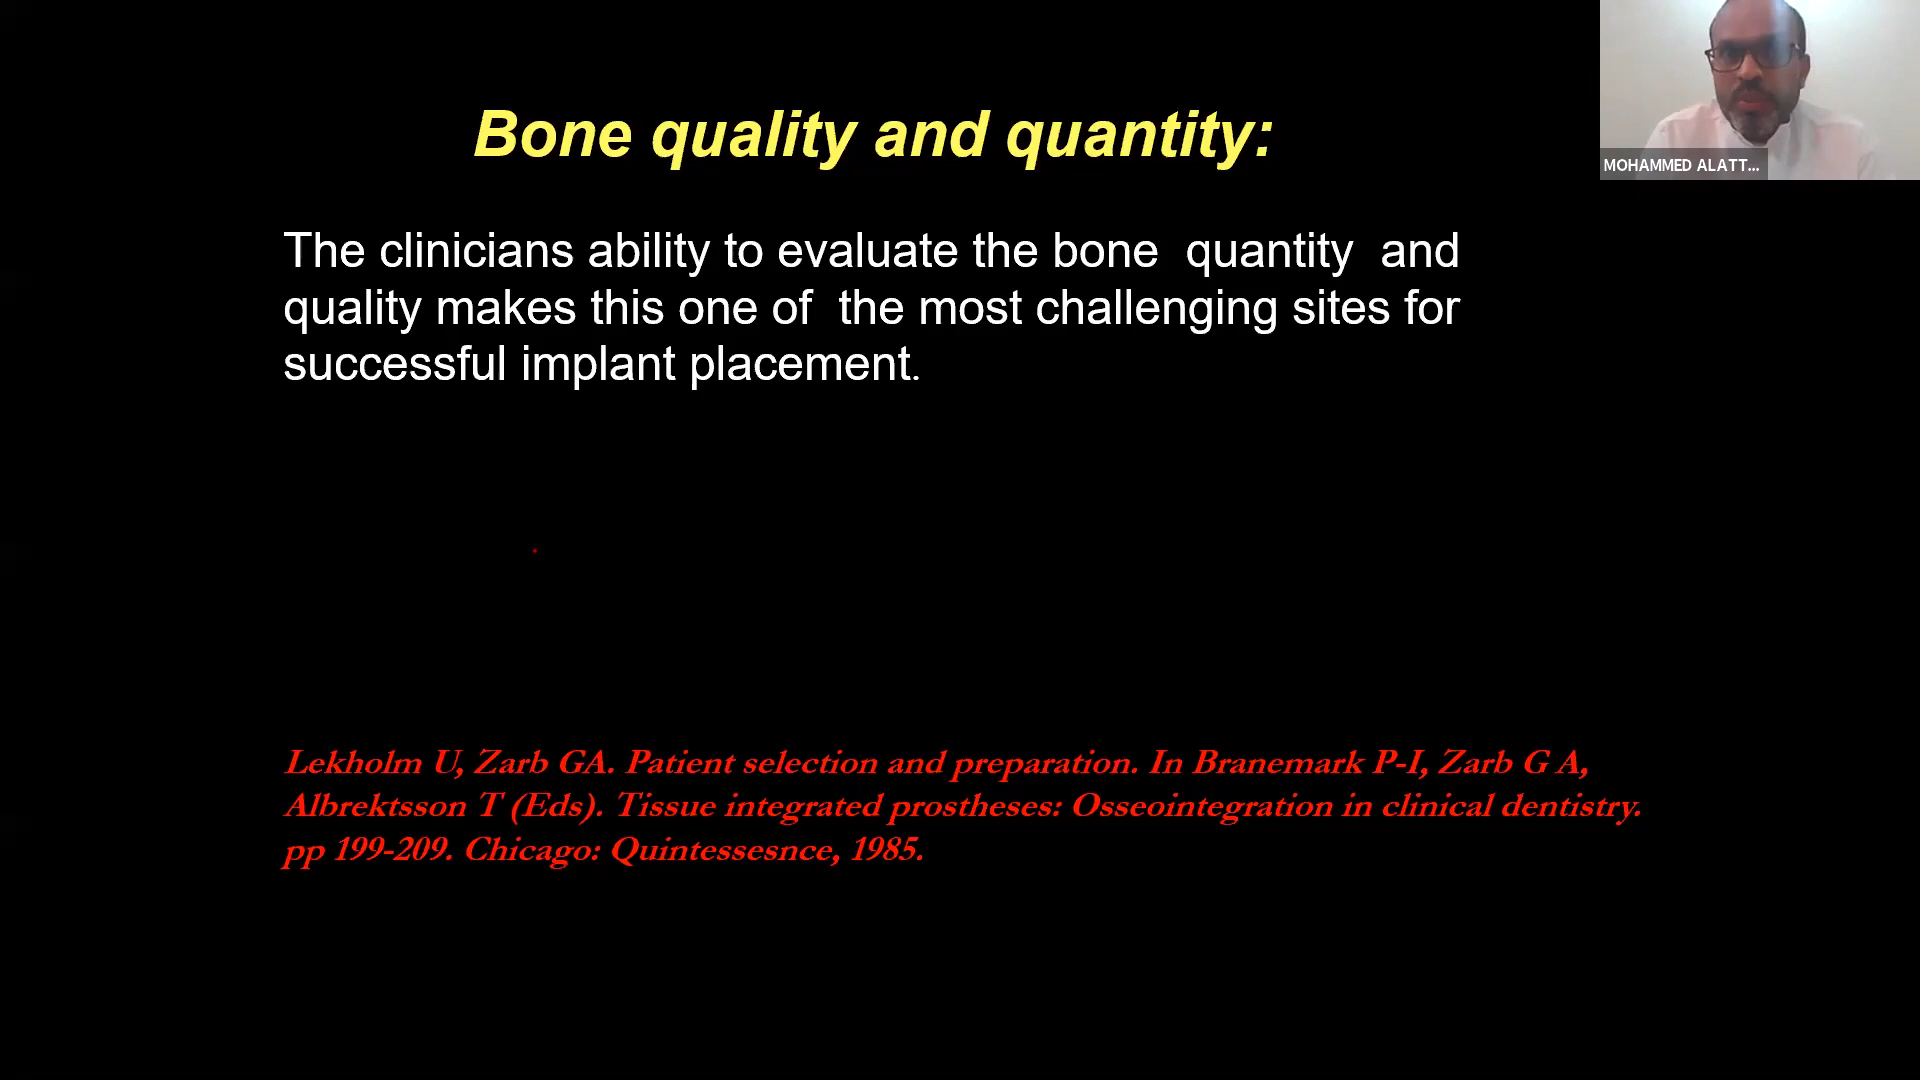 Bone quality and quantity:
MOHAMMED ALATT...
The clinicians ability to evaluate the bone quantity and
quality makes this one of the most challenging sites for
successful implant placement.
Lekholm U, Zarb GA. Patient selection and preparation. In Branemark P-I, Zarb G A,
Albrektsson T (Eds). Tissue integrated prostheses: Osseointegration in clinical dentistry.
pp 199-209. Chicago: Quintessesnce, 1985.